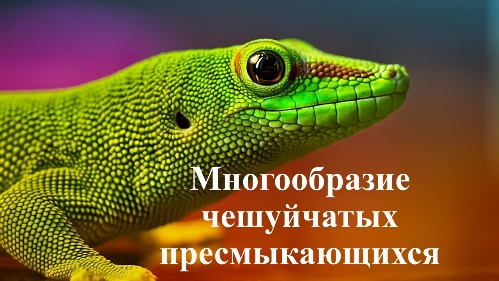 Многообразие
чешуйчатых
пресмыкающихся